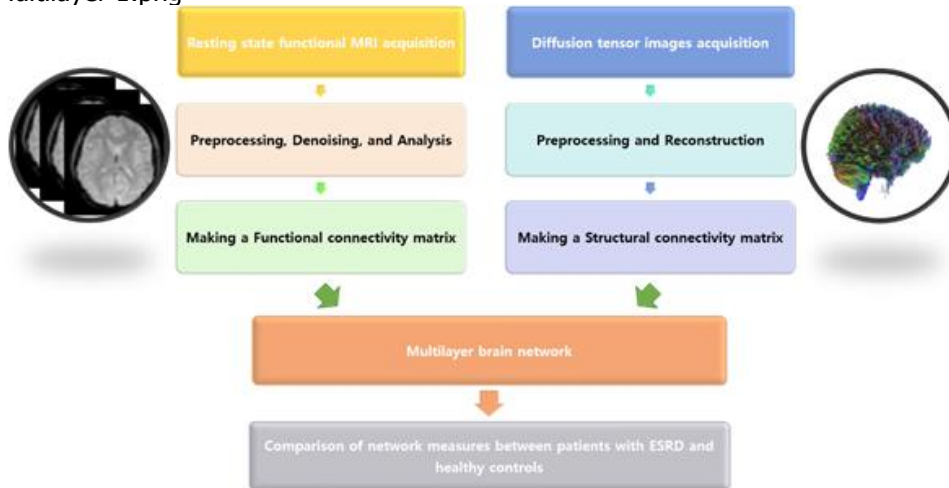 Resting state functional MRI acquisition
Diffusion tensor images acquisition
Preprocessing, Denoising, and Analysis
Preprocessing and Reconstruction
Making a Functional connectivity matrix
Making a Structural connectivity matrix
Multilayer brain network
Comparison of network measures between patients with ESRD and
healthy controls